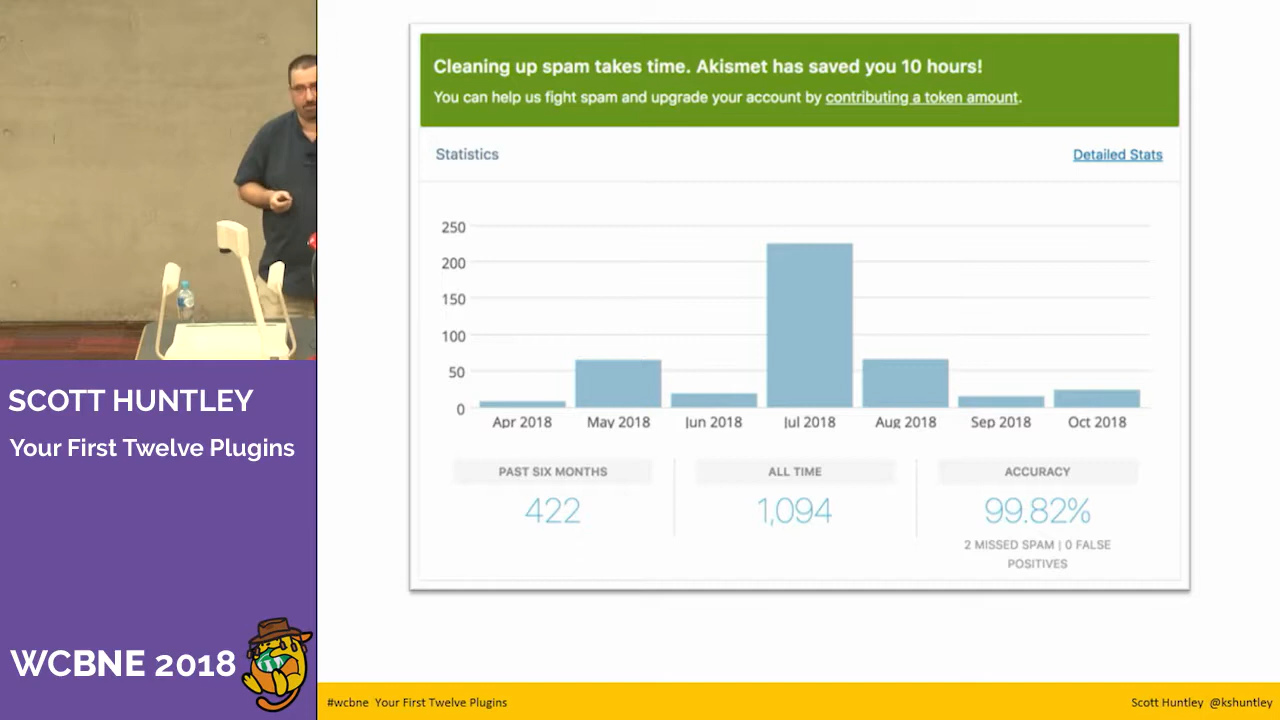 SCOTT HUNTLEY
Your First Twelve Plugins
WCBNE 2018
Cleaning up spam takes time. Akismet has saved you 10 hours!
You can help us fight spam and upgrade your account by contributing a token amount.
Statistics
Detailed Stats
250
200
150
100
50
0
Apr 2018
May 2018
Jun 2018
Jul 2018
Aug 2018
Sep 2018
Oct 2018
PAST SIX MONTHS
422
ALL TIME
1,094
ACCURACY
99.82%
2 MISSED SPAM | 0 FALSE
POSITIVES
#wcbne Your First Twelve Plugins
Scott Huntley @kshuntley